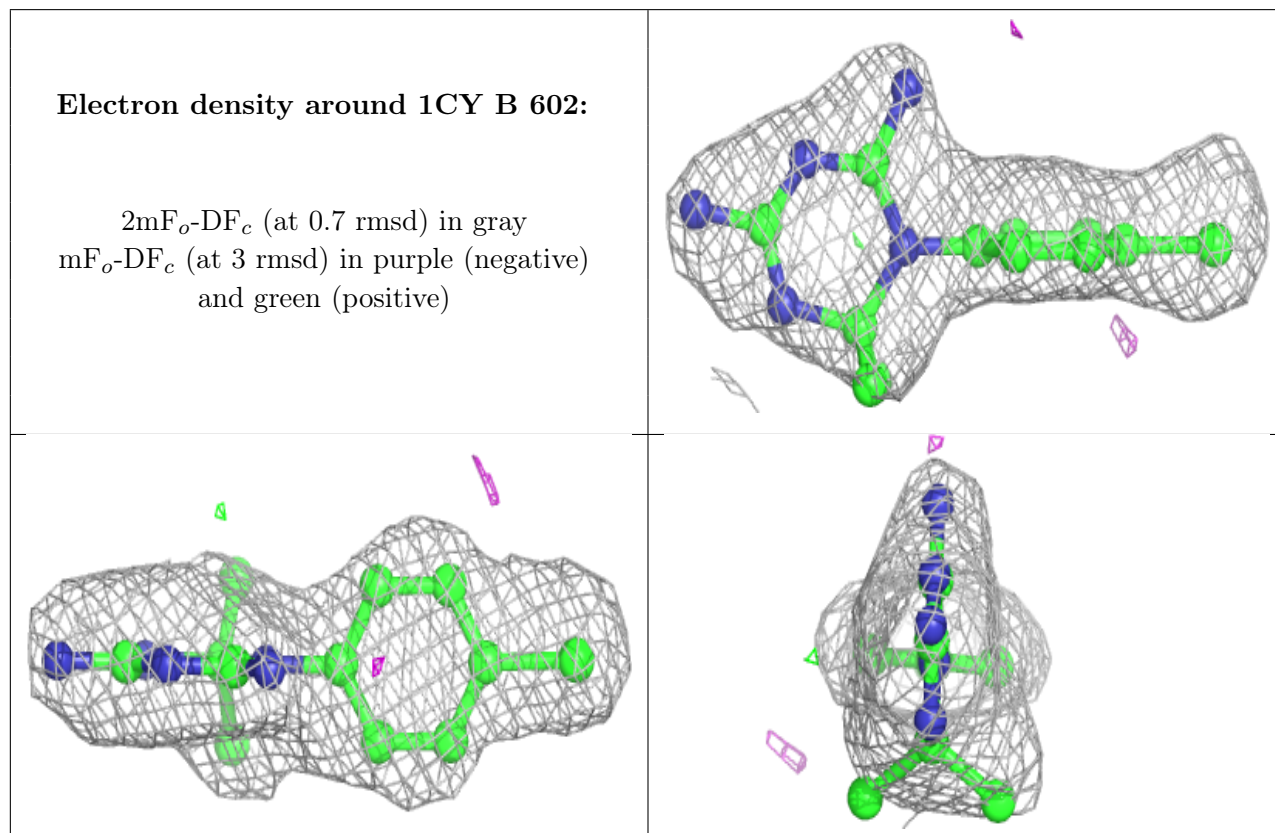 Electron density around 1CY B 602:
2mFₒ-DF𝒸 (at 0.7 rmsd) in gray
mFₒ-DF𝒸 (at 3 rmsd) in purple (negative)
and green (positive)